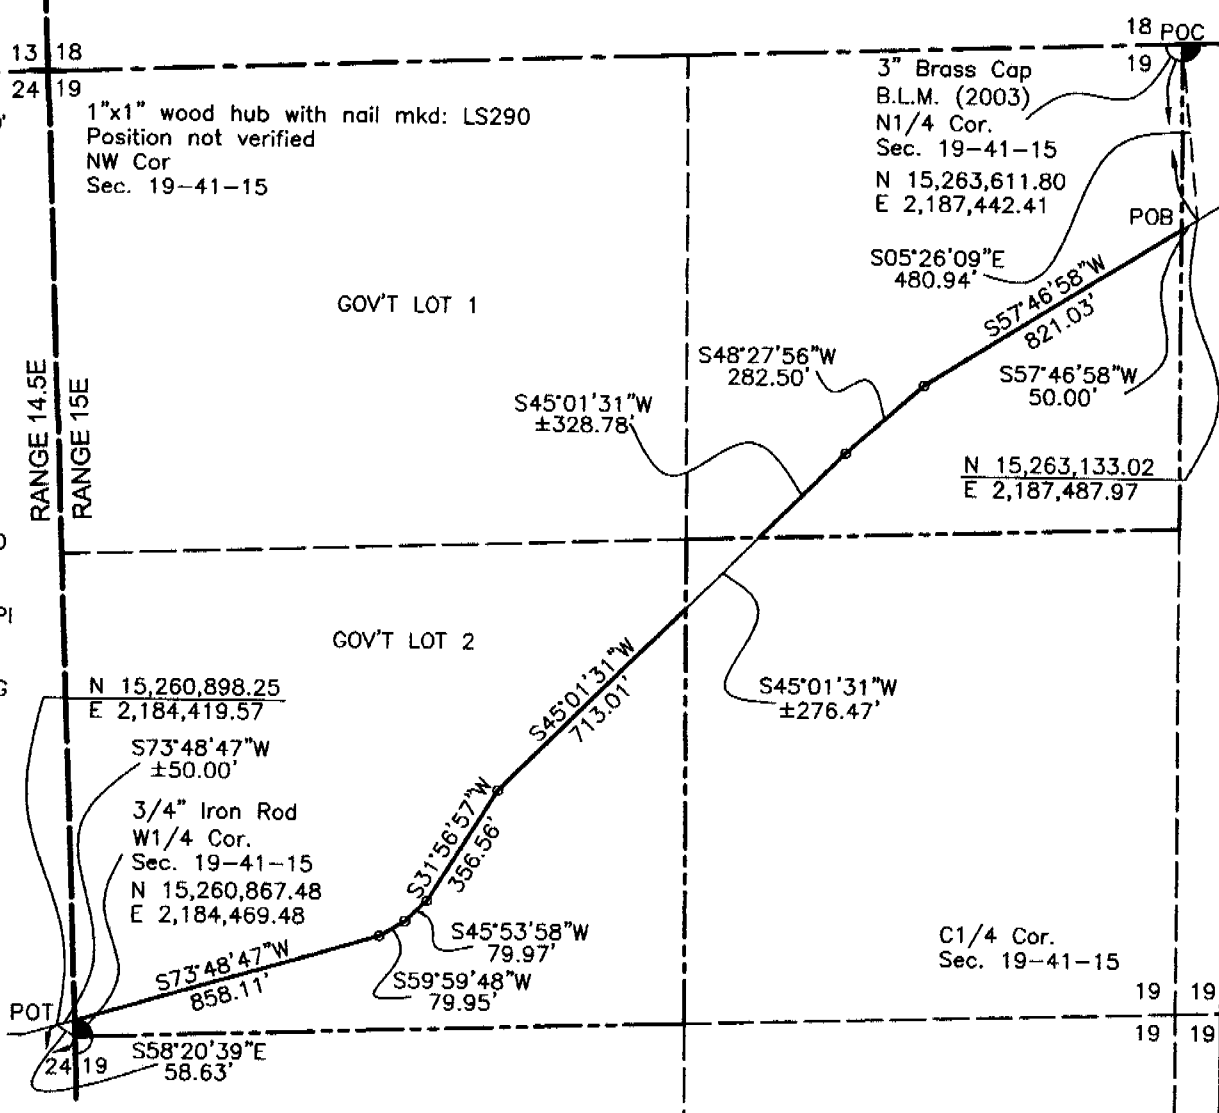 13 18
24 19
1"x1" wood hub with nail mkd: LS290
Position not verified
NW Cor
Sec. 19-41-15
18 POC
19
3" Brass Cap
B.L.M. (2003)
N1/4 Cor.
Sec. 19-41-15
N 15,263,611.80
E 2,187,442.41
POB
S05°26'09"E
480.94'
GOV'T LOT 1
S57°46'58"W
821.03'
S48°27'56"W
282.50'
S57°46'58"W
50.00'
S45°01'31"W
±328.78'
RANGE 14.5E
RANGE 15E
N 15,263,133.02
E 2,187,487.97
GOV'T LOT 2
S45°01'31"W
713.01'
S45°01'31"W
±276.47'
N 15,260,898.25
E 2,184,419.57
S73°48'47"W
±50.00'
3/4" Iron Rod
W1/4 Cor.
Sec. 19-41-15
N 15,260,867.48
E 2,184,469.48
S31°56'57"W
356.56'
S45°53'58"W
79.97'
S59°59'48"W
79.95'
S73°48'47"W
858.11'
C1/4 Cor.
Sec. 19-41-15
19 19
19 19
POT
24 19
S58°20'39"E
58.63'